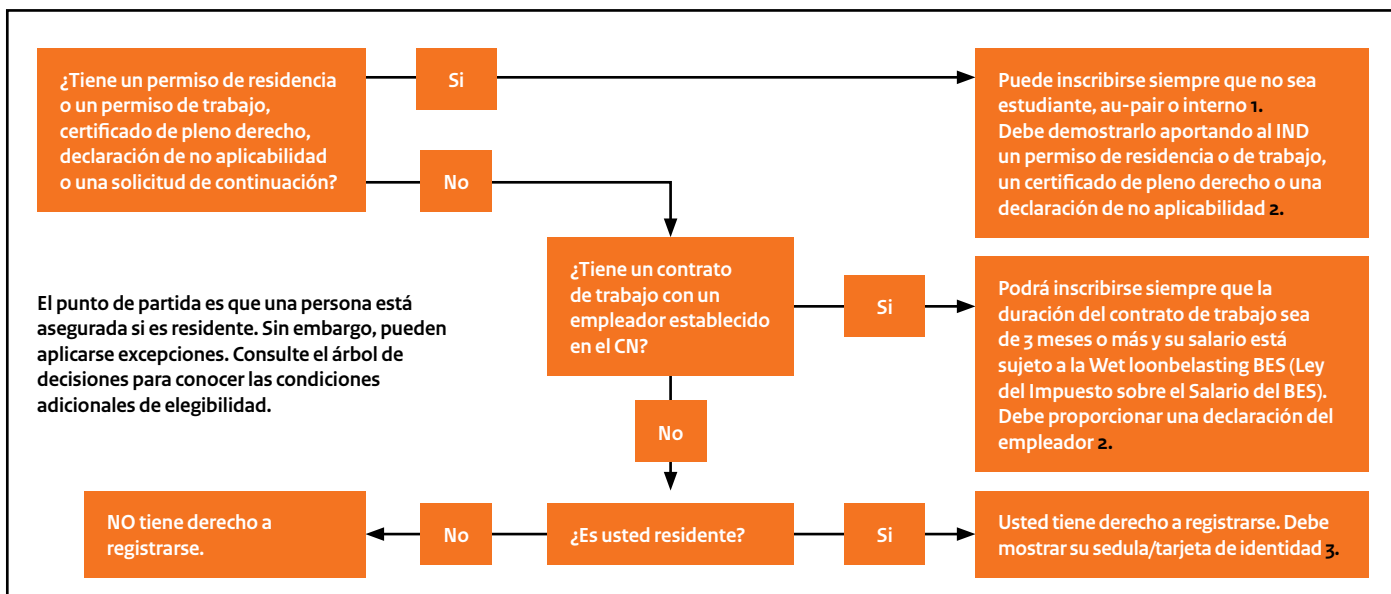 ¿Tiene un permiso de residencia
o un permiso de trabajo,
certificado de pleno derecho,
declaración de no aplicabilidad
o una solicitud de continuación?
Si
Puede inscribirse siempre que no sea
estudiante, au-pair o interno 1.
Debe demostrarlo aportando al IND
un permiso de residencia o de trabajo,
un certificado de pleno derecho o una
declaración de no aplicabilidad 2.
No
¿Tiene un contrato
de trabajo con un
empleador establecido
en el CN?
Si
Podrá inscribirse siempre que la
duración del contrato de trabajo sea
de 3 meses o más y su salario está
sujeto a la Wet loonbelasting BES (Ley
del Impuesto sobre el Salario del BES).
Debe proporcionar una declaración del
empleador 2.
El punto de partida es que una persona está
asegurada si es residente. Sin embargo, pueden
aplicarse excepciones. Consulte el árbol de
decisiones para conocer las condiciones
adicionales de elegibilidad.
No
¿Es usted residente?
No
NO tiene derecho a
registrarse.
Si
Usted tiene derecho a registrarse. Debe
mostrar su sedula/tarjeta de identidad 3.